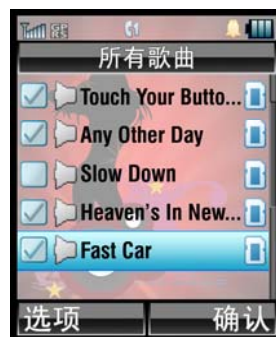 所有歌曲
Touch Your Butto...
Any Other Day
Slow Down
Heaven's In New...
Fast Car
选项 确认